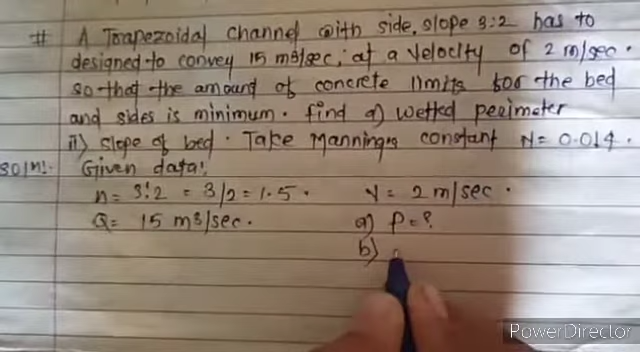 # A Trapezoidal channel with side slope 3:2 has to
designed to convey 15 m3/sec, at a velocity of 2 m/sec.
so that the amount of concrete limits for the bed
and sides is minimum. find a) wetted perimeter
ii) slope of bed. Take Mannings constant N = 0.014.
Soln:. Given data:
n = 3:2 = 3/2 = 1.5. V = 2 m/sec.
Q = 15 m3/sec. a) P = ?
b)
PowerDirector